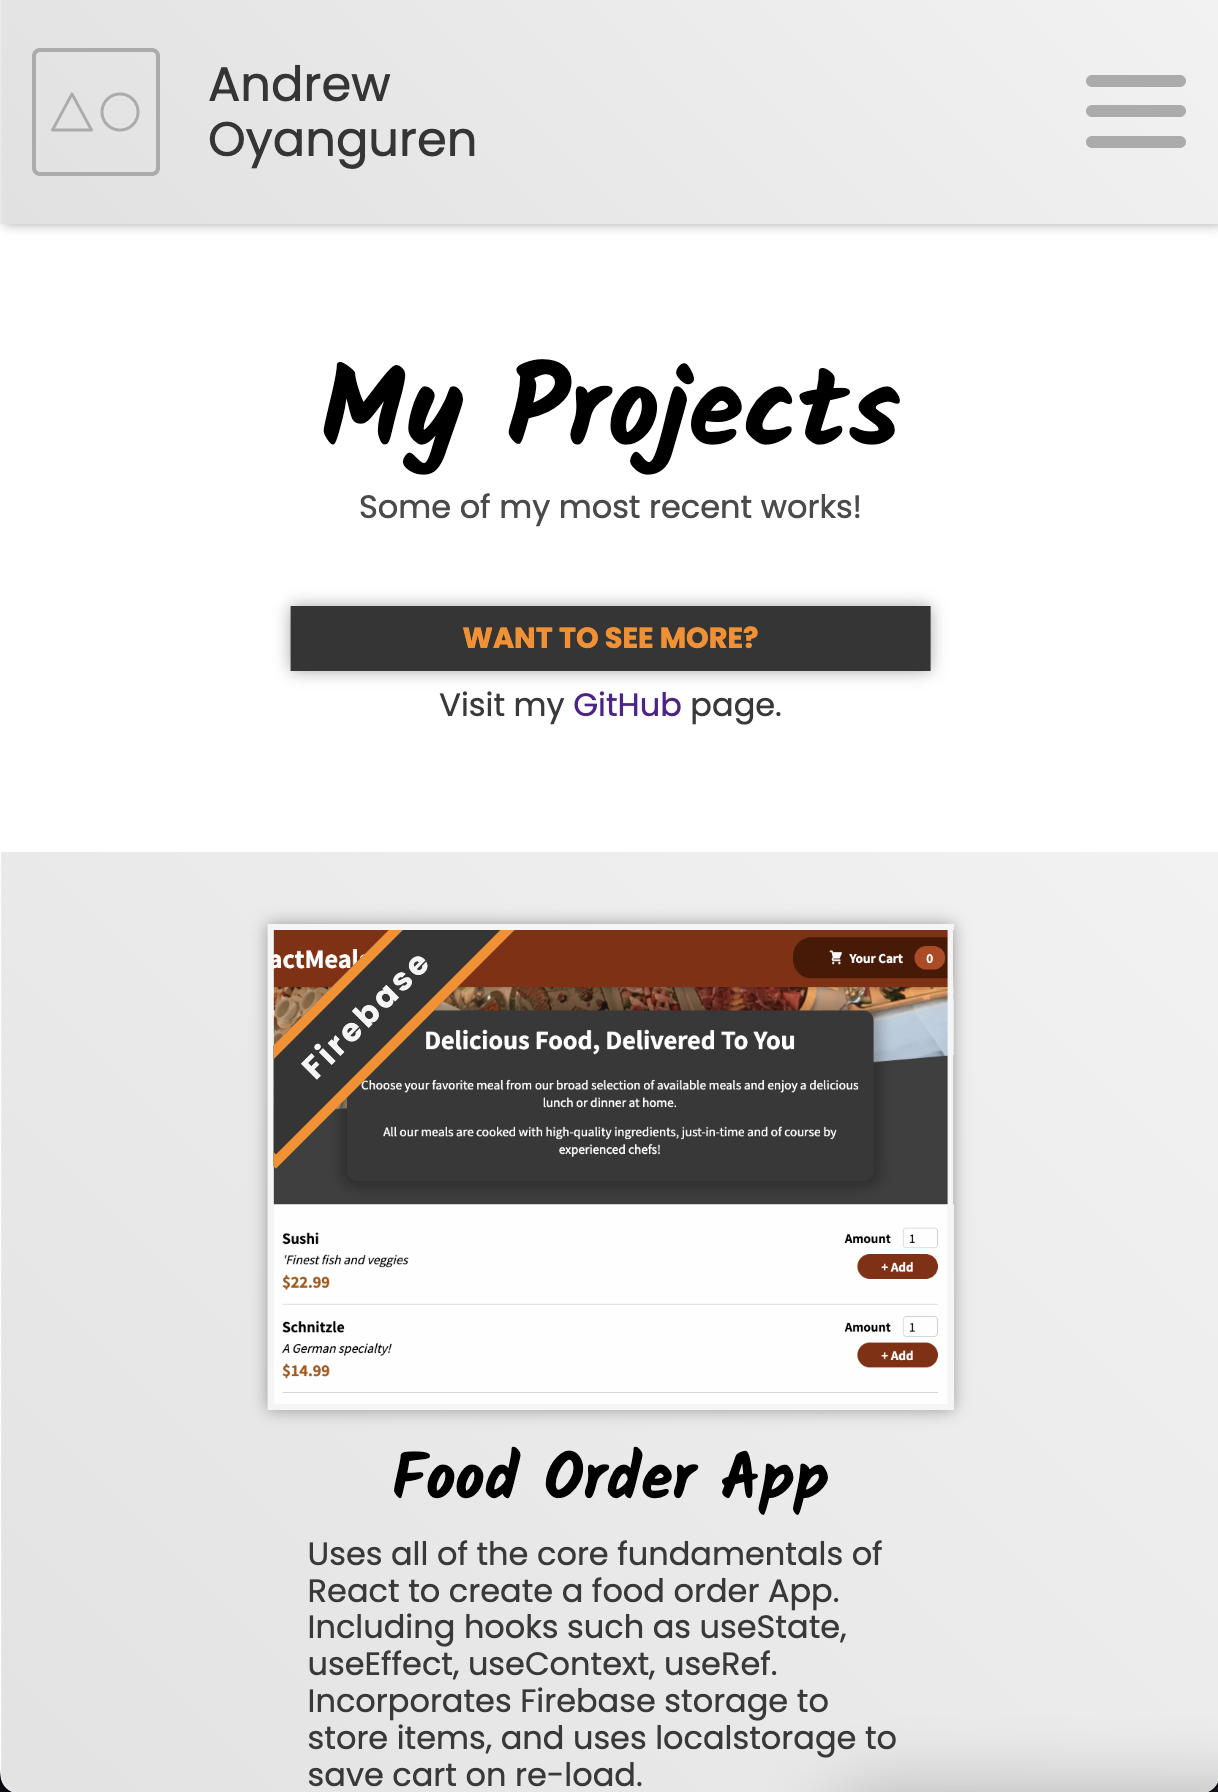 Andrew
Oyanguren
My Projects
Some of my most recent works!
WANT TO SEE MORE?
Visit my GitHub page.
actMeal
Your Cart 0
Firebase
Delicious Food, Delivered To You
Choose your favorite meal from our broad selection of available meals and enjoy a delicious
lunch or dinner at home.
All our meals are cooked with high-quality ingredients, just-in-time and of course by
experienced chefs!
Sushi
'Finest fish and veggies
$22.99
Amount 1
+ Add
Schnitzle
A German specialty!
$14.99
Amount 1
+ Add
Food Order App
Uses all of the core fundamentals of
React to create a food order App.
Including hooks such as useState,
useEffect, useContext, useRef.
Incorporates Firebase storage to
store items, and uses localstorage to
save cart on re-load.